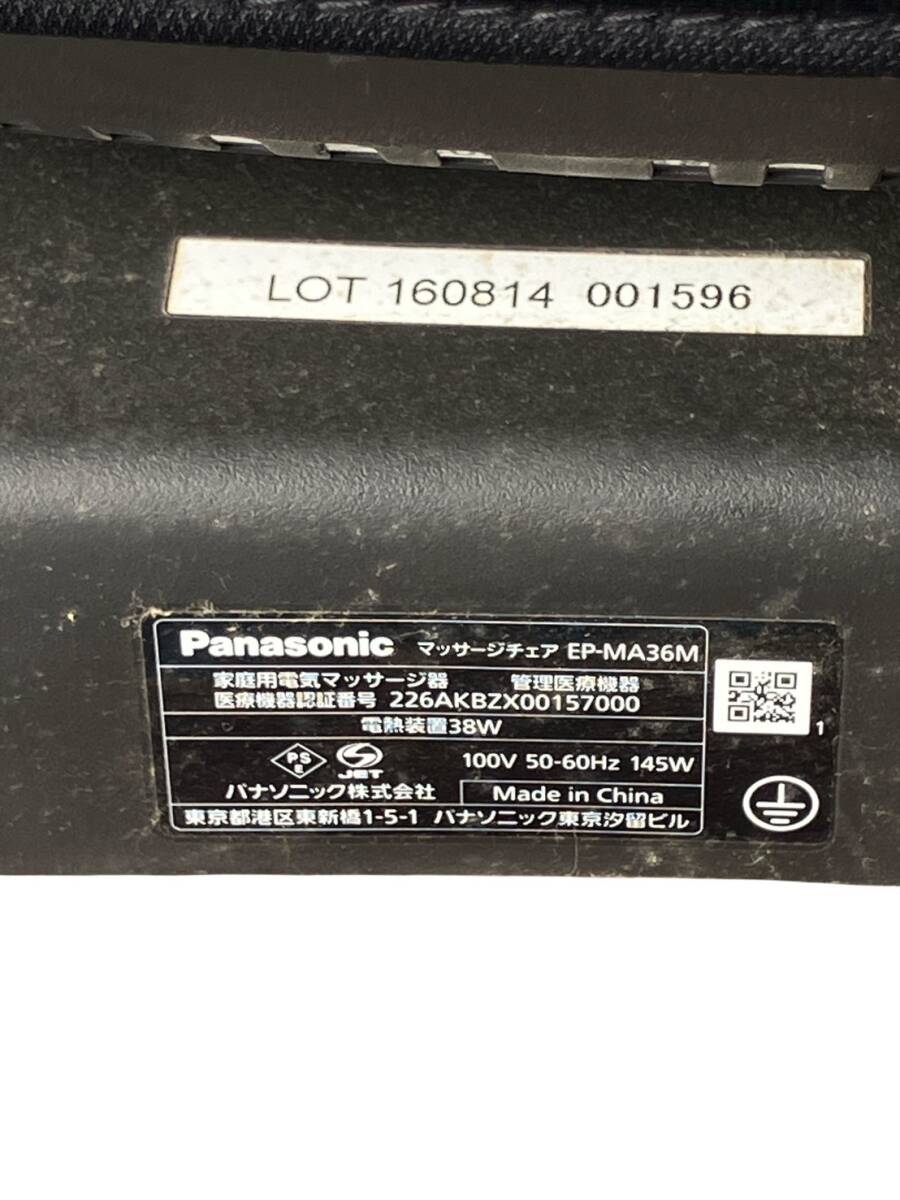 LOT 160814 001596
Panasonic マッサージチェア EP-MA36M
家庭用電気マッサージ器 管理医療機器
医療機器認証番号 226AKBZX00157000
電熱装置38W
PS E JET 100V 50-60Hz 145W
パナソニック株式会社 Made in China
東京都港区東新橋1-5-1 パナソニック東京汐留ビル
1